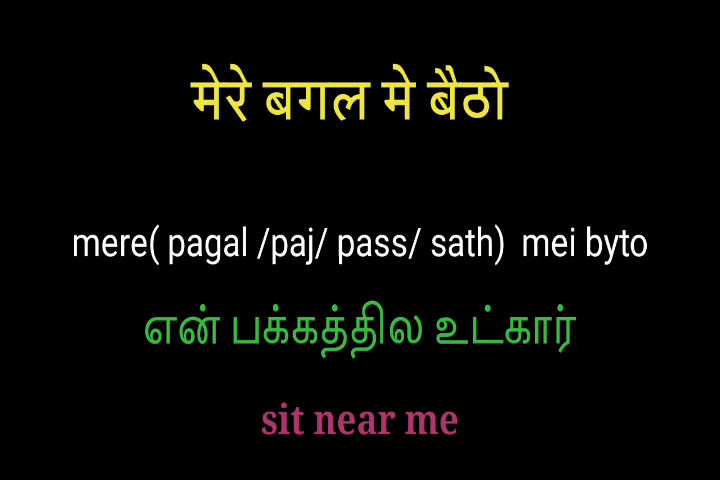 मेरे बगल मे बैठो
mere( pagal /paj/ pass/ sath)  mei byto
என் பக்கத்தில உட்கார்
sit near me